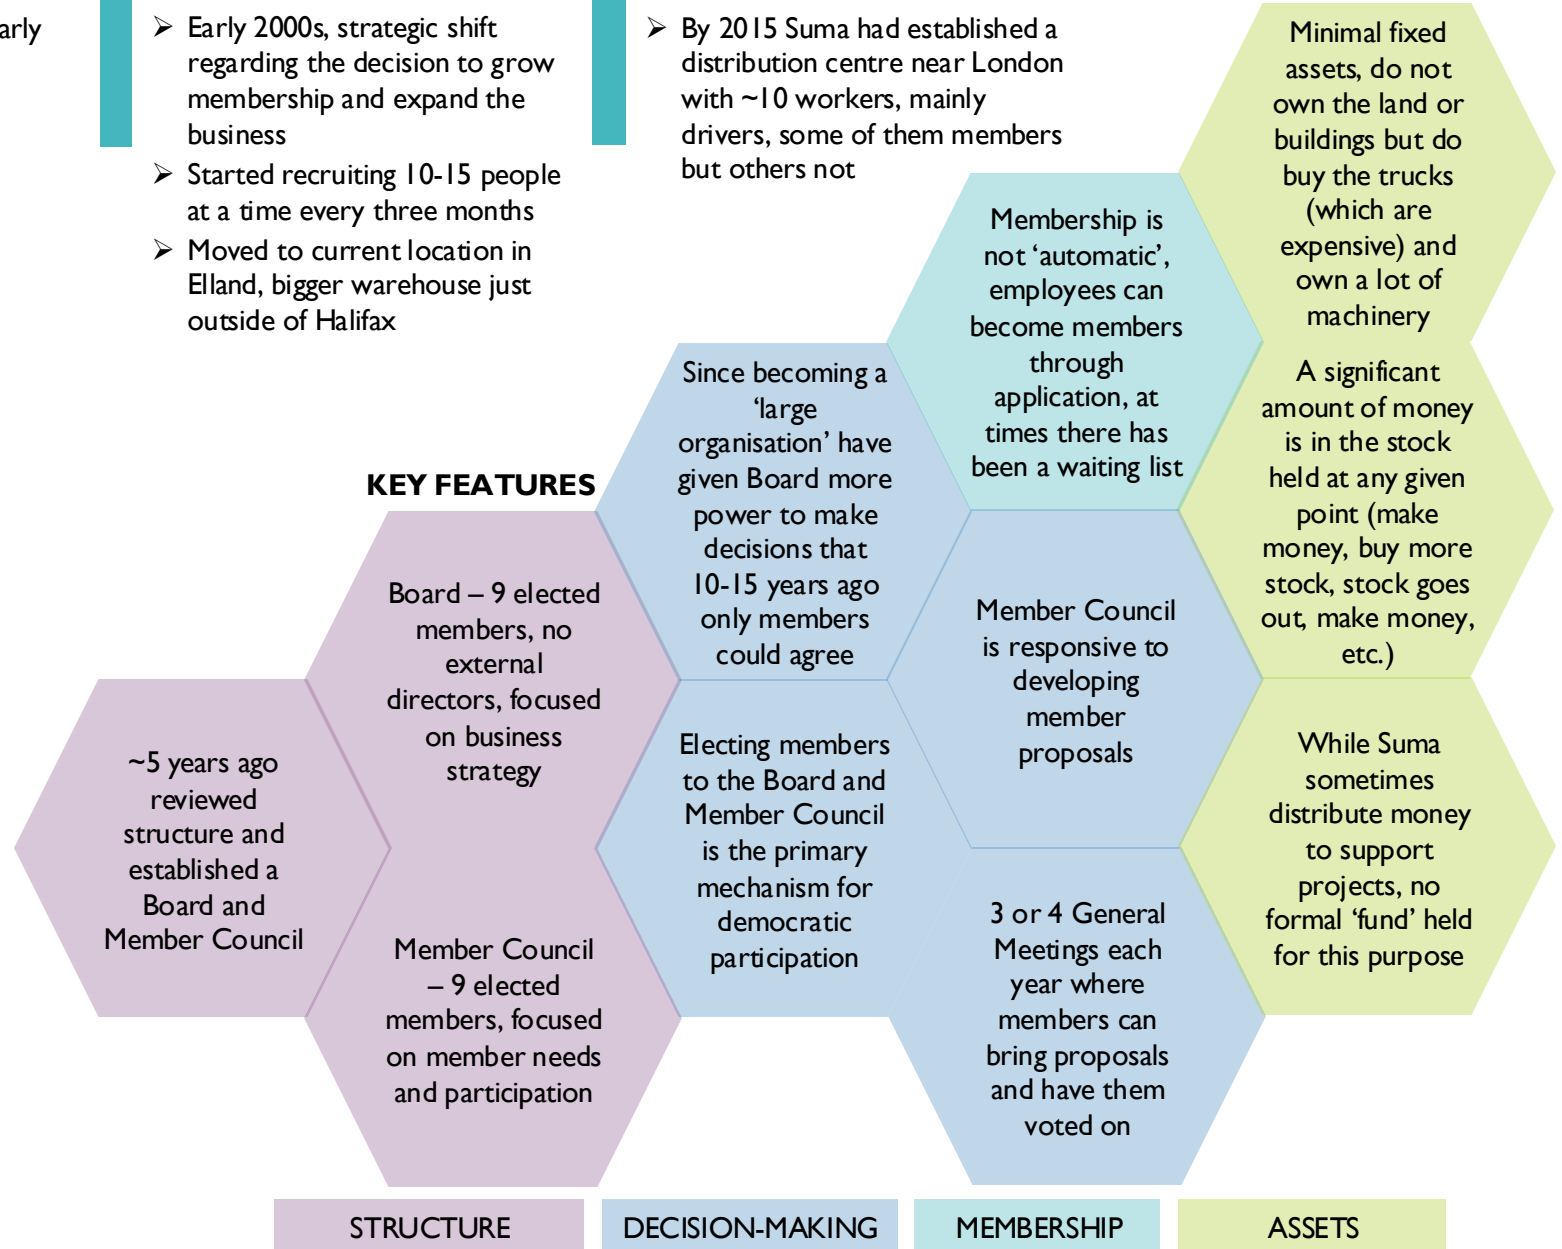 arly
➢ Early 2000s, strategic shift
regarding the decision to grow
membership and expand the
business
➢ Started recruiting 10-15 people
at a time every three months
➢ Moved to current location in
Elland, bigger warehouse just
outside of Halifax
➢ By 2015 Suma had established a
distribution centre near London
with ~10 workers, mainly
drivers, some of them members
but others not
KEY FEATURES
~5 years ago
reviewed
structure and
established a
Board and
Member Council
Board – 9 elected
members, no
external
directors, focused
on business
strategy
Member Council
– 9 elected
members, focused
on member needs
and participation
Since becoming a
‘large
organisation’ have
given Board more
power to make
decisions that
10-15 years ago
only members
could agree
Electing members
to the Board and
Member Council
is the primary
mechanism for
democratic
participation
Membership is
not ‘automatic’,
employees can
become members
through
application, at
times there has
been a waiting list
Member Council
is responsive to
developing
member
proposals
3 or 4 General
Meetings each
year where
members can
bring proposals
and have them
voted on
Minimal fixed
assets, do not
own the land or
buildings but do
buy the trucks
(which are
expensive) and
own a lot of
machinery
A significant
amount of money
is in the stock
held at any given
point (make
money, buy more
stock, stock goes
out, make money,
etc.)
While Suma
sometimes
distribute money
to support
projects, no
formal ‘fund’ held
for this purpose
STRUCTURE
DECISION-MAKING
MEMBERSHIP
ASSETS